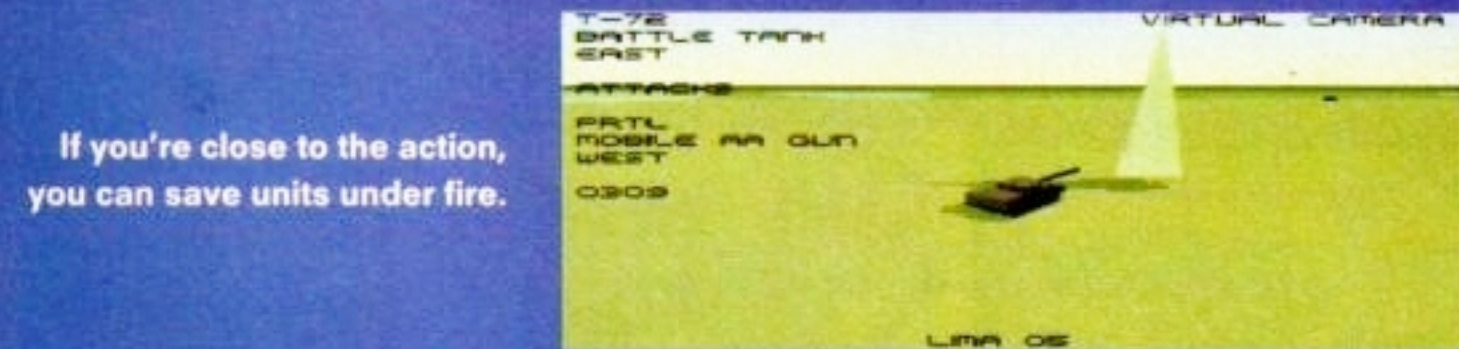 If you're close to the action,
you can save units under fire.
T-72
BATTLE TANK
EAST
ATTACKS
MOBILE AA GUN
WEST
0309
VIRTUAL CAMERA
LIMA 05